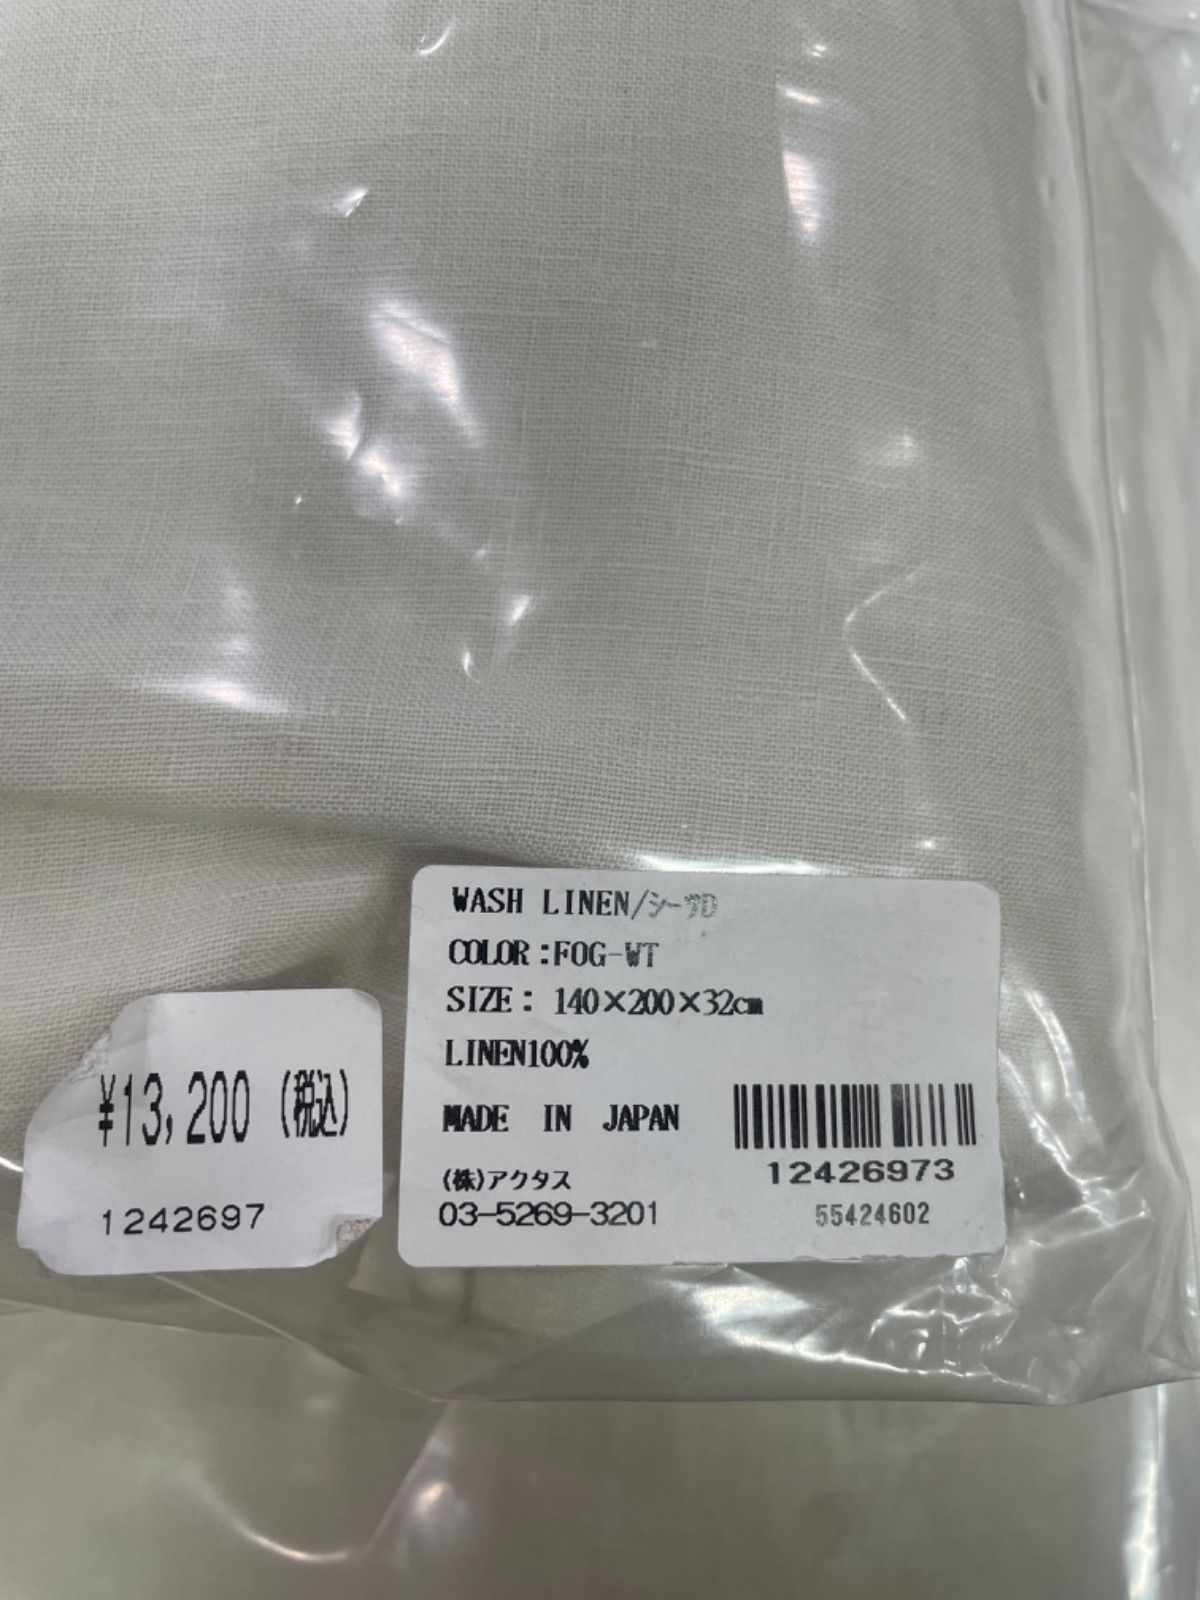 WASH LINEN/シーツD
COLOR:FOG-WT
SIZE: 140×200×32cm
LINEN100%
MADE IN JAPAN
(株)アクタス
03-5269-3201
12426973
55424602
¥13,200 (税込)
1242697